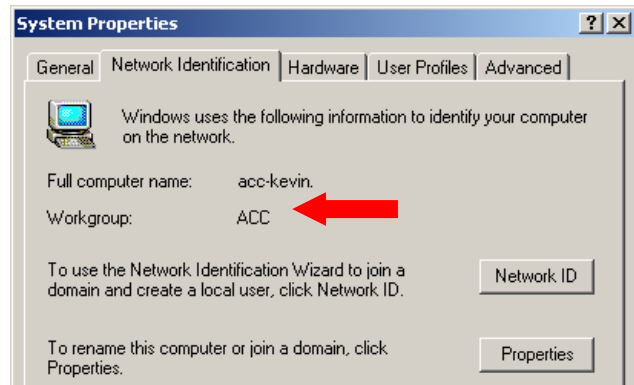 System Properties
General Network Identification Hardware User Profiles Advanced
Windows uses the following information to identify your computer
on the network.
Full computer name: acc-kevin.
Workgroup: ACC
To use the Network Identification Wizard to join a
domain and create a local user, click Network ID.
Network ID
To rename this computer or join a domain, click
Properties.
Properties